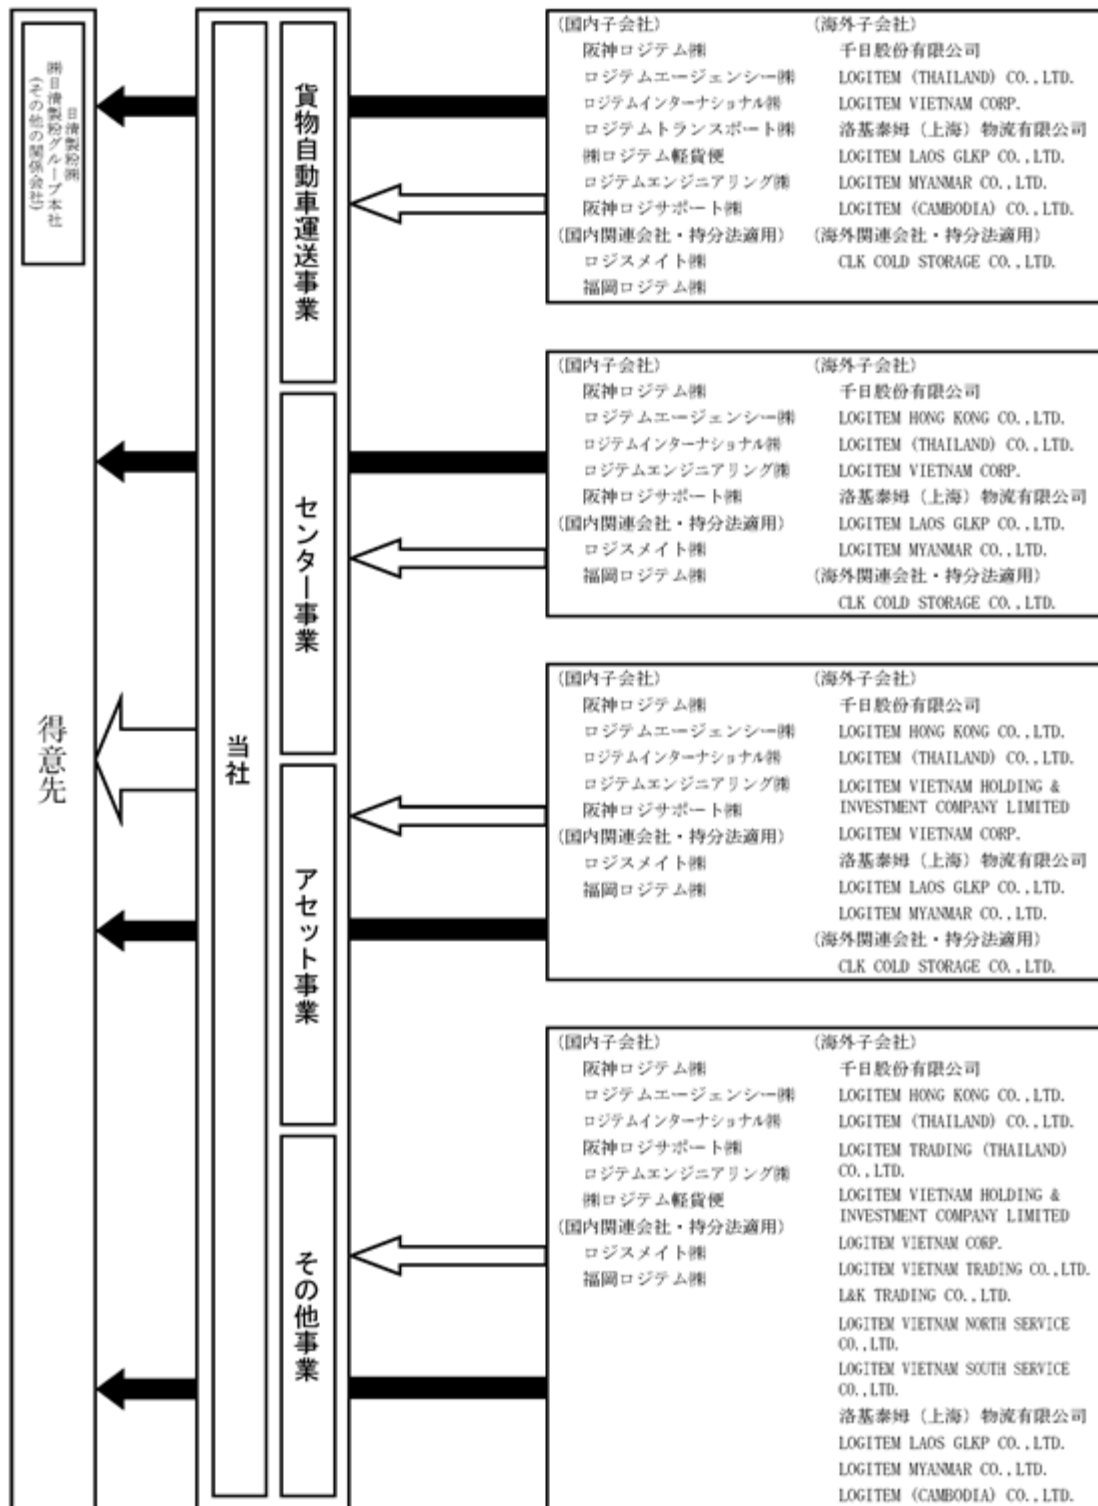 得意先
日清製粉㈱
㈱日清製粉グループ本社
(その他の関係会社)
当社
貨物自動車運送事業
(国内子会社)
阪神ロジテム㈱
ロジテムエージェンシー㈱
ロジテムインターナショナル㈱
ロジテムトランスポート㈱
㈱ロジテム軽貨便
ロジテムエンジニアリング㈱
阪神ロジサポート㈱
(国内関連会社・持分法適用)
ロジスメイト㈱
福岡ロジテム㈱
(海外子会社)
千日股份有限公司
LOGITEM (THAILAND) CO.,LTD.
LOGITEM VIETNAM CORP.
洛基泰姆（上海）物流有限公司
LOGITEM LAOS GLKP CO.,LTD.
LOGITEM MYANMAR CO.,LTD.
LOGITEM (CAMBODIA) CO.,LTD.
(海外関連会社・持分法適用)
CLK COLD STORAGE CO.,LTD.
センター事業
(国内子会社)
阪神ロジテム㈱
ロジテムエージェンシー㈱
ロジテムインターナショナル㈱
ロジテムエンジニアリング㈱
阪神ロジサポート㈱
(国内関連会社・持分法適用)
ロジスメイト㈱
福岡ロジテム㈱
(海外子会社)
千日股份有限公司
LOGITEM HONG KONG CO.,LTD.
LOGITEM (THAILAND) CO.,LTD.
LOGITEM VIETNAM CORP.
洛基泰姆（上海）物流有限公司
LOGITEM LAOS GLKP CO.,LTD.
LOGITEM MYANMAR CO.,LTD.
(海外関連会社・持分法適用)
CLK COLD STORAGE CO.,LTD.
アセット事業
(国内子会社)
阪神ロジテム㈱
ロジテムエージェンシー㈱
ロジテムインターナショナル㈱
ロジテムエンジニアリング㈱
阪神ロジサポート㈱
(国内関連会社・持分法適用)
ロジスメイト㈱
福岡ロジテム㈱
(海外子会社)
千日股份有限公司
LOGITEM HONG KONG CO.,LTD.
LOGITEM (THAILAND) CO.,LTD.
LOGITEM VIETNAM HOLDING &
INVESTMENT COMPANY LIMITED
LOGITEM VIETNAM CORP.
洛基泰姆（上海）物流有限公司
LOGITEM LAOS GLKP CO.,LTD.
LOGITEM MYANMAR CO.,LTD.
(海外関連会社・持分法適用)
CLK COLD STORAGE CO.,LTD.
その他事業
(国内子会社)
阪神ロジテム㈱
ロジテムエージェンシー㈱
ロジテムインターナショナル㈱
阪神ロジサポート㈱
ロジテムエンジニアリング㈱
㈱ロジテム軽貨便
(国内関連会社・持分法適用)
ロジスメイト㈱
福岡ロジテム㈱
(海外子会社)
千日股份有限公司
LOGITEM HONG KONG CO.,LTD.
LOGITEM (THAILAND) CO.,LTD.
LOGITEM TRADING (THAILAND)
CO.,LTD.
LOGITEM VIETNAM HOLDING &
INVESTMENT COMPANY LIMITED
LOGITEM VIETNAM CORP.
LOGITEM VIETNAM TRADING CO.,LTD.
L&K TRADING CO.,LTD.
LOGITEM VIETNAM NORTH SERVICE
CO.,LTD.
LOGITEM VIETNAM SOUTH SERVICE
CO.,LTD.
洛基泰姆（上海）物流有限公司
LOGITEM LAOS GLKP CO.,LTD.
LOGITEM MYANMAR CO.,LTD.
LOGITEM (CAMBODIA) CO.,LTD.